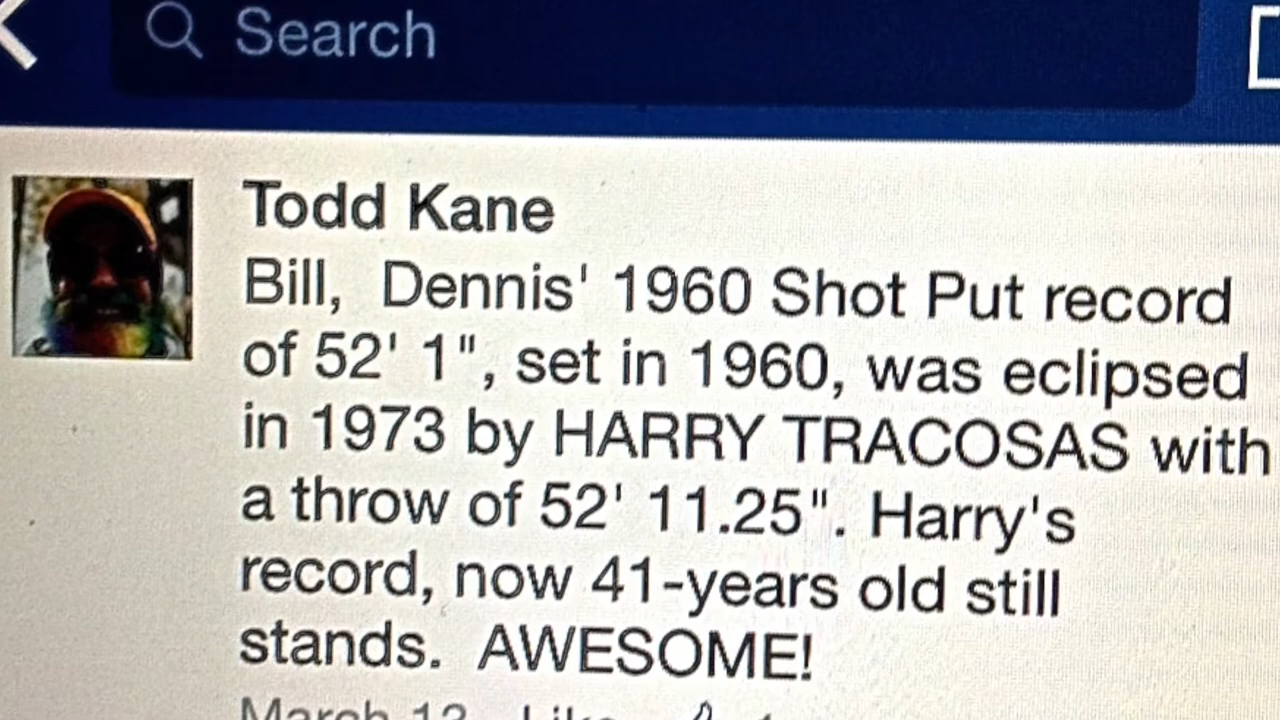 Search
Todd Kane
Bill,  Dennis' 1960 Shot Put record
of 52' 1", set in 1960, was eclipsed
in 1973 by HARRY TRACOSAS with
a throw of 52' 11.25". Harry's
record, now 41-years old still
stands.  AWESOME!
March Like